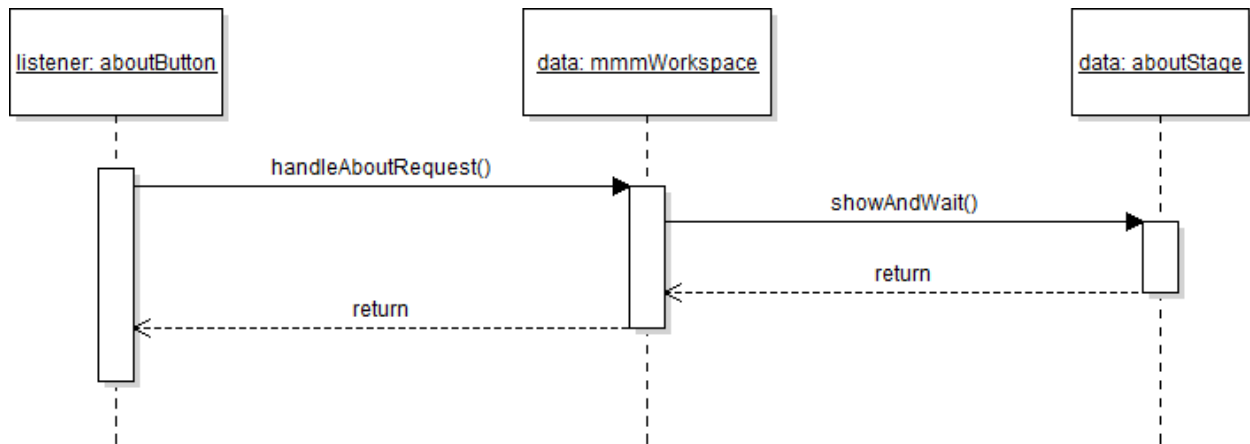 listener: aboutButton
data: mmmWorkspace
data: aboutStage
handleAboutRequest()
showAndWait()
return
return